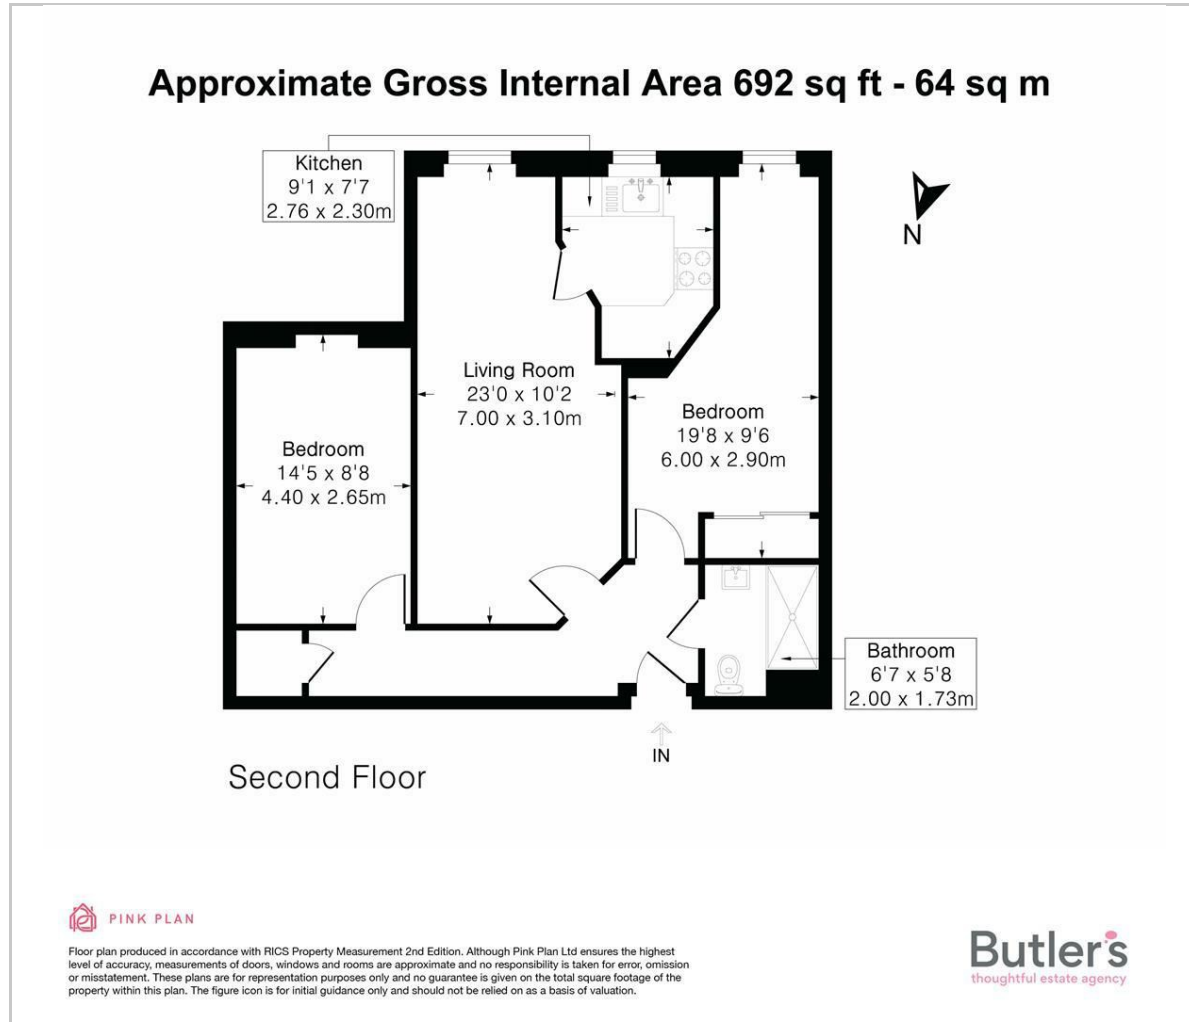 Approximate Gross Internal Area 692 sq ft - 64 sq m
Kitchen
9'1 x 7'7
2.76 x 2.30m
N
Living Room
23'0 x 10'2
7.00 x 3.10m
Bedroom
19'8 x 9'6
6.00 x 2.90m
Bedroom
14'5 x 8'8
4.40 x 2.65m
Bathroom
6'7 x 5'8
2.00 x 1.73m
IN
Second Floor
PINK PLAN
Floor plan produced in accordance with RICS Property Measurement 2nd Edition. Although Pink Plan Ltd ensures the highest
level of accuracy, measurements of doors, windows and rooms are approximate and no responsibility is taken for error, omission
or misstatement. These plans are for representation purposes only and no guarantee is given on the total square footage of the
property within this plan. The figure icon is for initial guidance only and should not be relied on as a basis of valuation.
Butler's
thoughtful estate agency